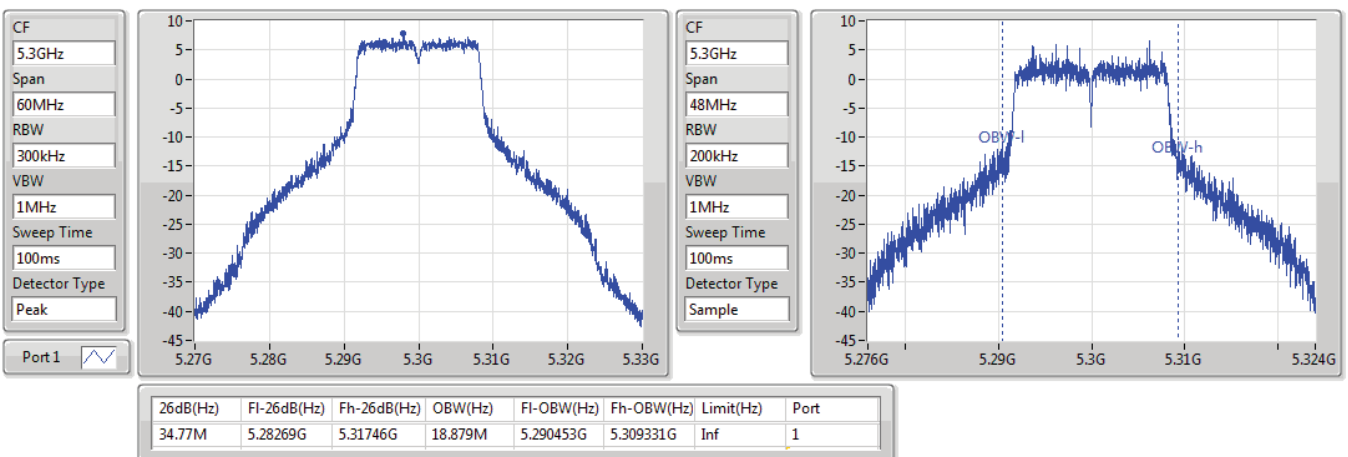 CF
5.3GHz
Span
60MHz
RBW
300kHz
VBW
1MHz
Sweep Time
100ms
Detector Type
Peak
Port 1
10
5
0
-5
-10
-15
-20
-25
-30
-35
-40
-45
5.27G 5.28G 5.29G 5.3G 5.31G 5.32G 5.33G
CF
5.3GHz
Span
48MHz
RBW
200kHz
VBW
1MHz
Sweep Time
100ms
Detector Type
Sample
10
5
0
-5
-10
-15
-20
-25
-30
-35
-40
-45
OBW-l
OBW-h
5.276G 5.29G 5.3G 5.31G 5.324G
26dB(Hz) Fl-26dB(Hz) Fh-26dB(Hz) OBW(Hz) Fl-OBW(Hz) Fh-OBW(Hz) Limit(Hz) Port
34.77M 5.28269G 5.31746G 18.879M 5.290453G 5.309331G Inf 1